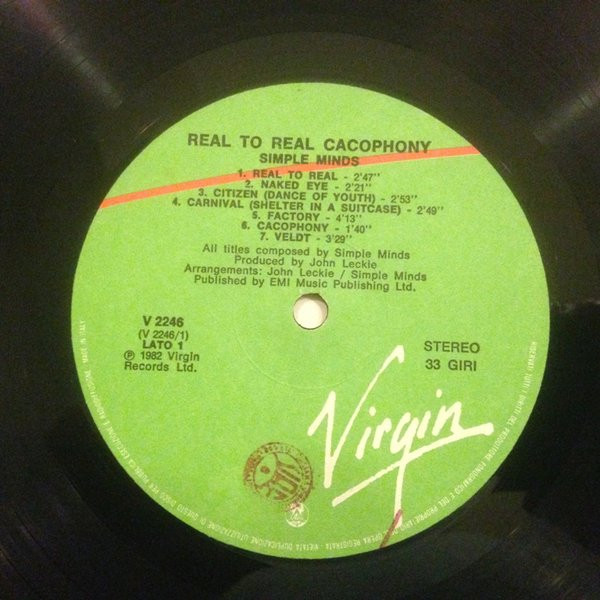 REAL TO REAL CACOPHONY
SIMPLE MINDS
1. REAL TO REAL - 2'47''
2. NAKED EYE - 2'21''
3. CITIZEN (DANCE OF YOUTH) - 2'53''
4. CARNIVAL (SHELTER IN A SUITCASE) - 2'49''
5. FACTORY - 4'13''
6. CACOPHONY - 1'40''
7. VELDT - 3'29''
All titles composed by Simple Minds
Produced by John Leckie
Arrangements: John Leckie / Simple Minds
Published by EMI Music Publishing Ltd.
V 2246
(V 2246/1)
LATO 1
℗ 1982 Virgin
Records Ltd.
STEREO
33 GIRI
Virgin